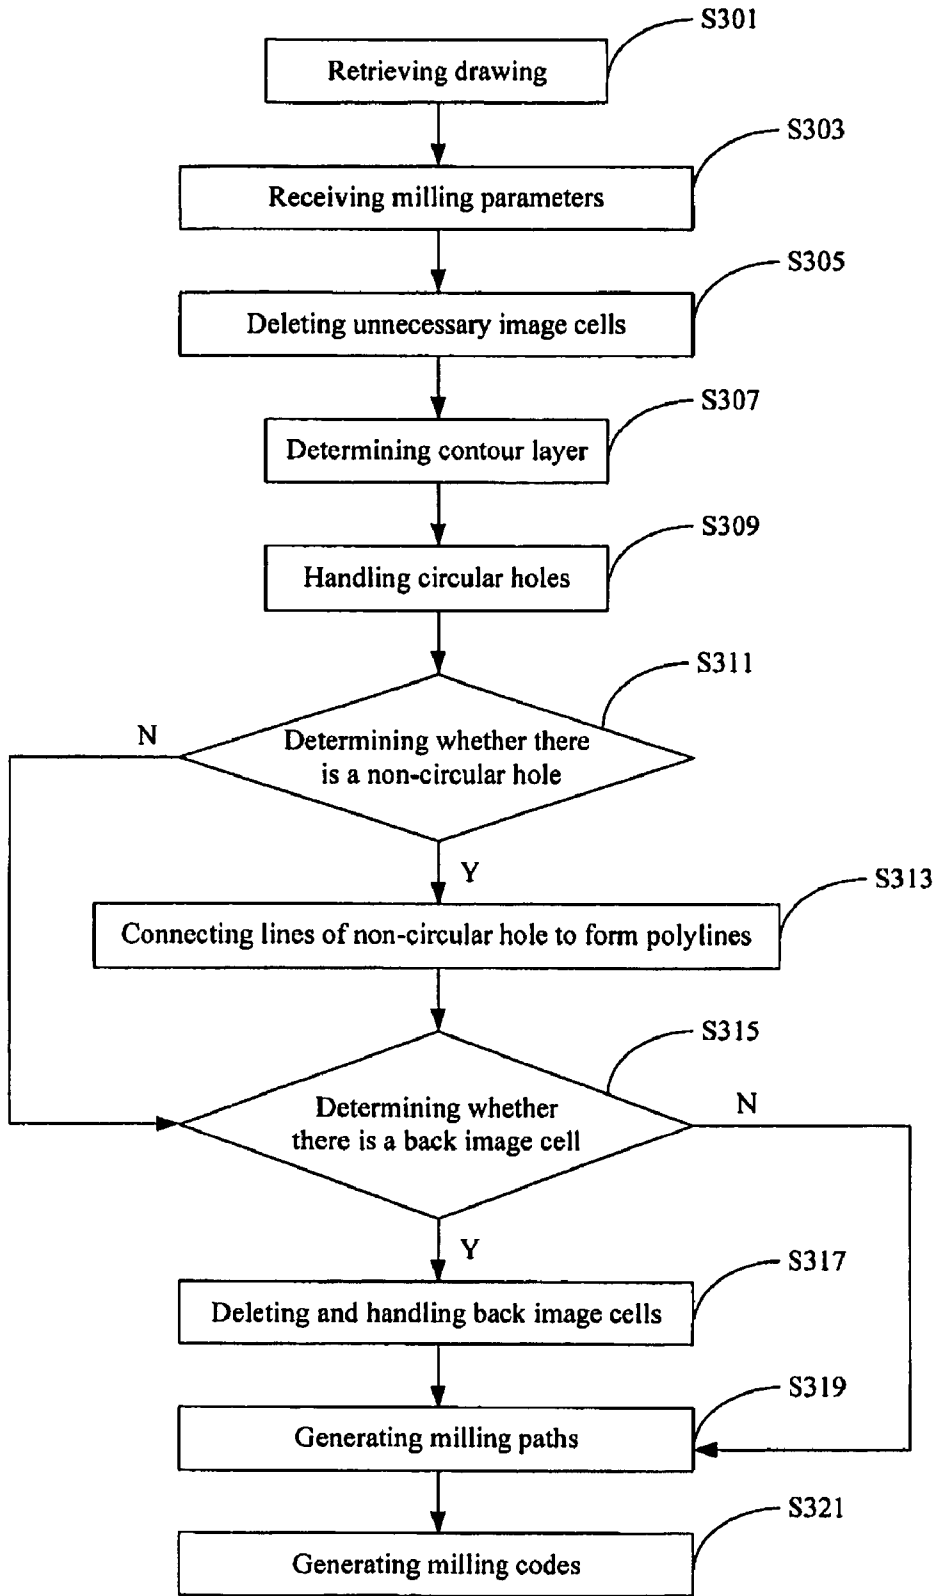 S301
Retrieving drawing
S303
Receiving milling parameters
S305
Deleting unnecessary image cells
S307
Determining contour layer
S309
Handling circular holes
S311
N
Determining whether there
is a non-circular hole
Y
S313
Connecting lines of non-circular hole to form polylines
S315
Determining whether
there is a back image cell
N
Y
S317
Deleting and handling back image cells
S319
Generating milling paths
S321
Generating milling codes